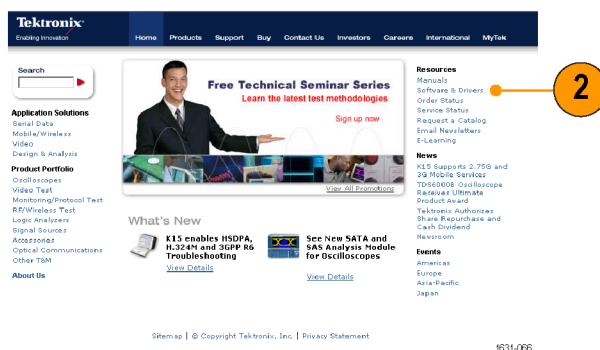 Tektronix
Enabling Innovation
Home Products Support Buy Contact Us Investors Careers International MyTek
Search
Application Solutions
Serial Data
Mobile/Wireless
Video
Design & Analysis
Product Portfolio
Oscilloscopes
Video Test
Monitoring/Protocol Test
RF/Wireless Test
Logic Analyzers
Signal Sources
Accessories
Optical Communications
Other T&M
About Us
Free Technical Seminar Series
Learn the latest test methodologies
Sign up now
View All Promotions
What's New
K15 enables HSDPA,
H.324M and 3GPP R6
Troubleshooting
View Details
See New SATA and
SAS Analysis Module
for Oscilloscopes
View Details
Resources
Manuals
Software & Drivers
Order Status
Service Status
Request a Catalog
Email Newsletters
E-Learning
News
K15 Supports 2.75G and
3G Mobile Services
TDS6000B Oscilloscope
Receives Ultimate
Product Award
Tektronix Authorizes
Share Repurchase and
Cash Dividend
Newsroom
Events
Americas
Europe
Asia-Pacific
Japan
2
Sitemap | © Copyright Tektronix, Inc. | Privacy Statement
1631-066